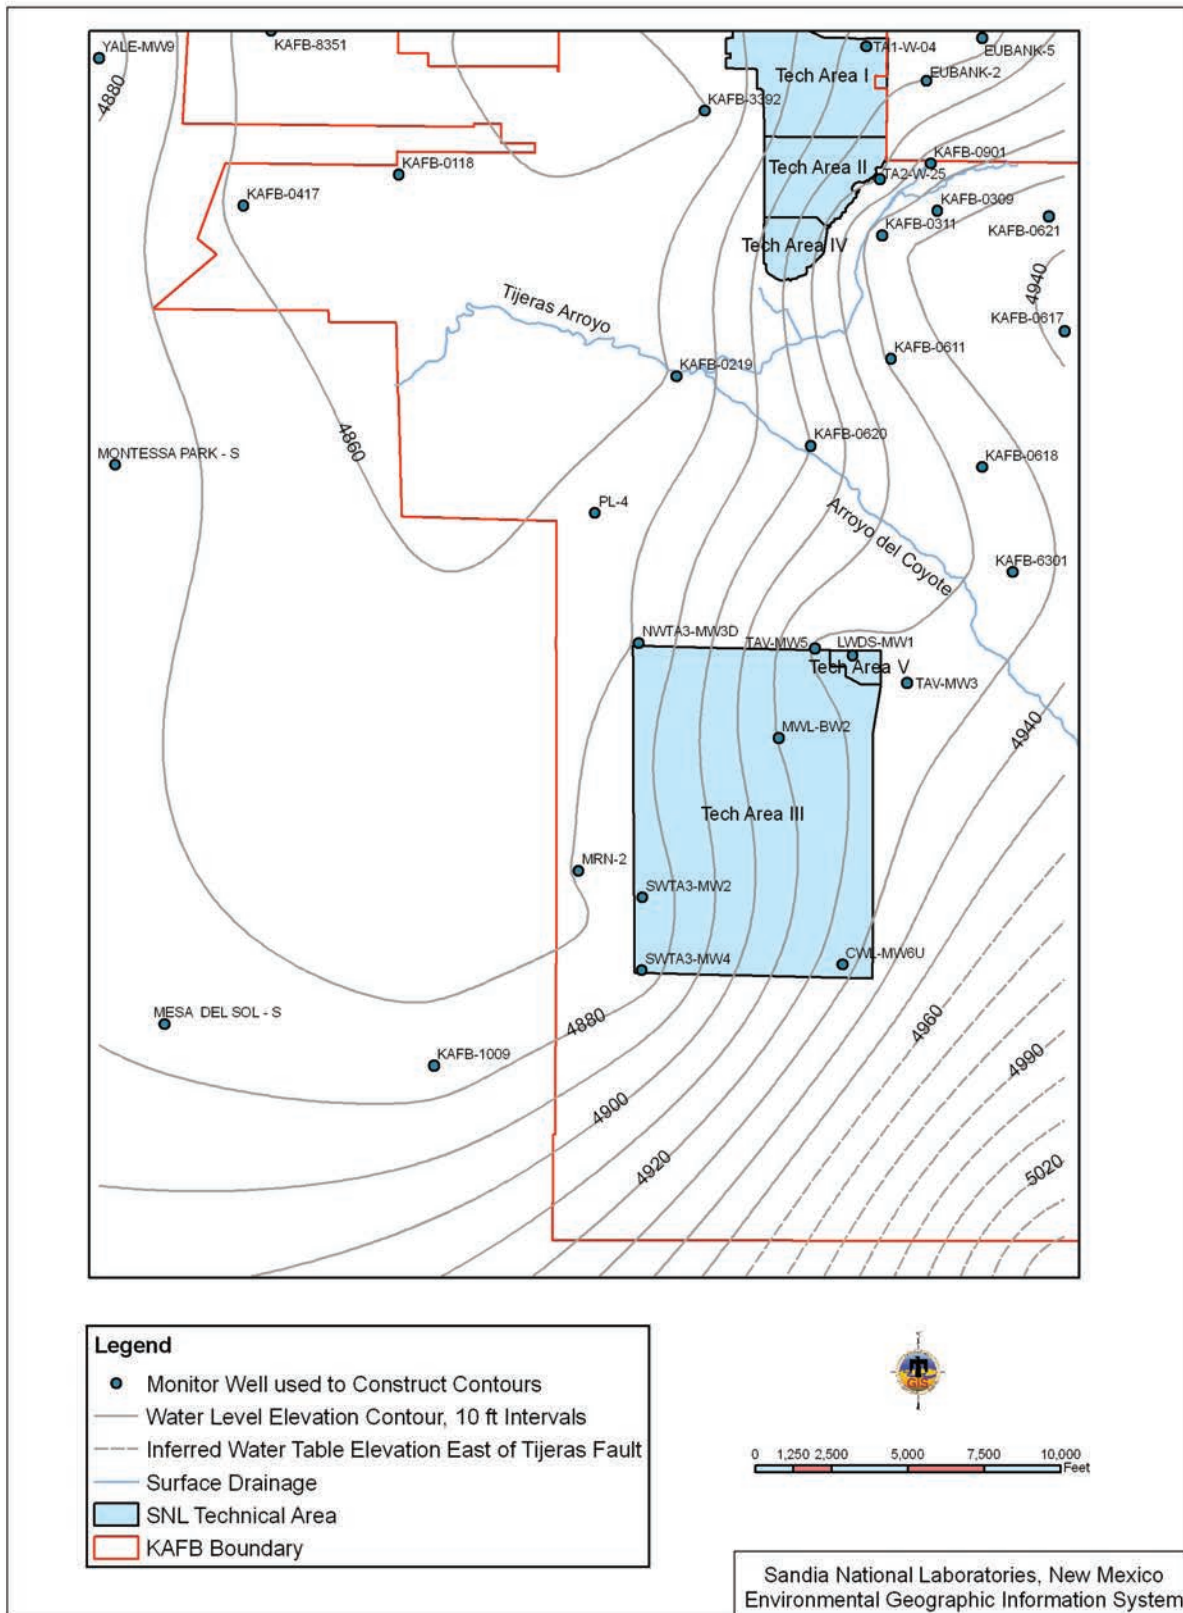 YALE-MW9
KAFB-8351
TA1-W-04
EUBANK-5
4880
Tech Area I
EUBANK-2
KAFB-3392
KAFB-0118
Tech Area II
KAFB-0901
TA2-W-25
KAFB-0417
KAFB-0309
KAFB-0311
KAFB-0621
Tech Area IV
4940
Tijeras Arroyo
KAFB-0617
KAFB-0611
KAFB-0219
4860
MONTESSA PARK - S
KAFB-0620
KAFB-0618
PL-4
Arroyo del Coyote
KAFB-6301
NWTA3-MW3D
TAV-MW5
LWDS-MW1
Tech Area V
TAV-MW3
4940
MWL-BW2
Tech Area III
MRN-2
SWTA3-MW2
SWTA3-MW4
CWL-MW6U
MESA DEL SOL - S
4880
4960
KAFB-1009
4990
4900
4920
5020
Legend
Monitor Well used to Construct Contours
Water Level Elevation Contour, 10 ft Intervals
Inferred Water Table Elevation East of Tijeras Fault
Surface Drainage
SNL Technical Area
KAFB Boundary
GIS
0 1,250 2,500 5,000 7,500 10,000
Feet
Sandia National Laboratories, New Mexico
Environmental Geographic Information System